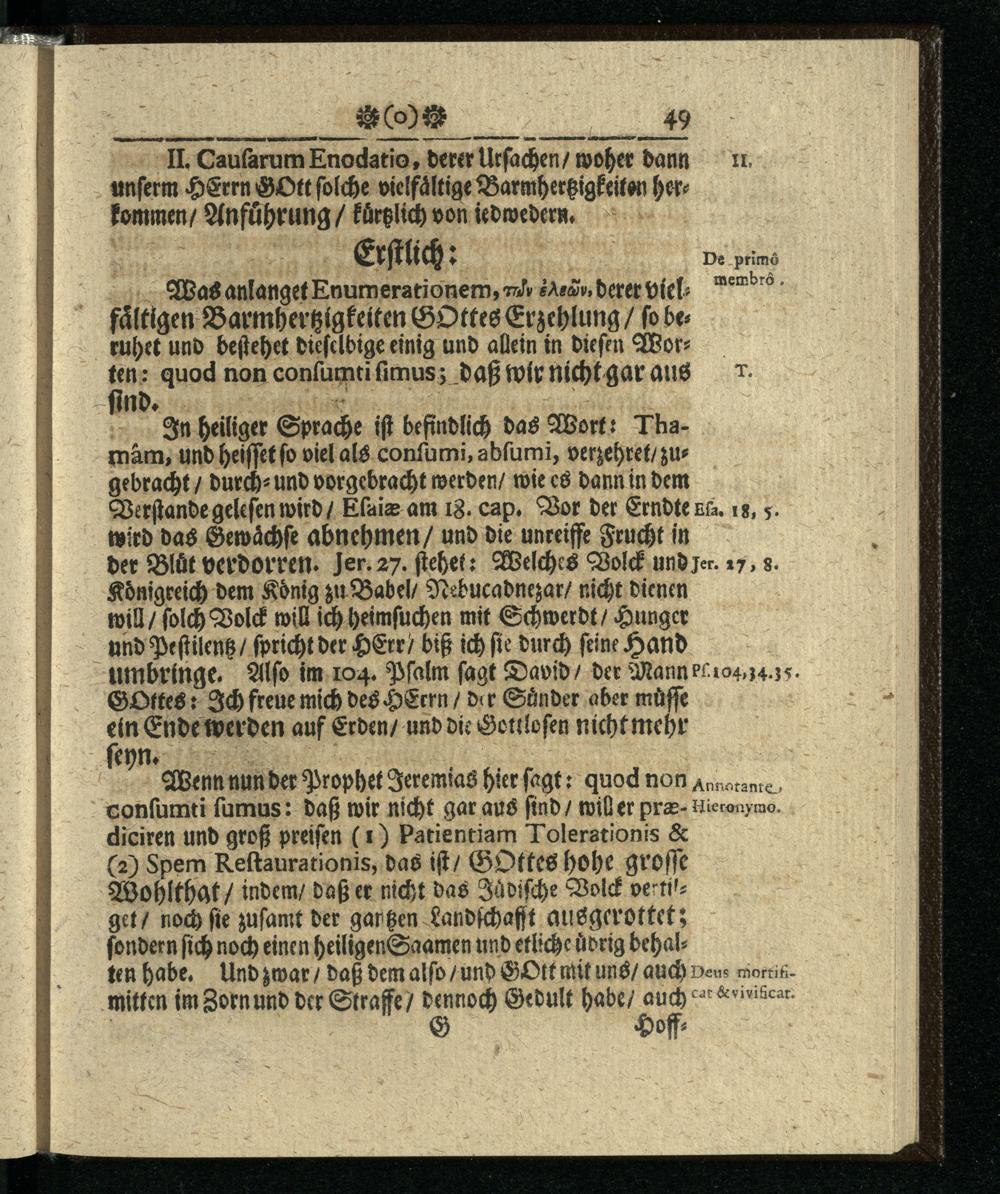 ❁(o)❁ 49
II. Cauſarum Enodatio, derer Urſachen/ woher dann
II.
unſerm HErrn GOtt ſolche vielfåltige Barmhertzigkeiten her-
kommen/ Anführung/ kürtzlich von iedwedern.
Erſtlich:
De primô
membrô.
Was anlanget Enumerationem, τῶν ἐλεῶν, derer viel-
fåltigen Barmhertzigkeiten GOttes Erzehlung/ ſo be-
ruhet und beſtehet dieſelbige einig und allein in dieſen Wor-
ten: quod non conſumti ſimus; daß wir nicht gar aus
T.
ſind.
In heiliger Sprache iſt befindlich das Wort: Tha-
mâm, und heiſſet ſo viel als conſumi, abſumi, verzehret/ zu-
gebracht/ durch- und vorgebracht werden/ wie es dann in dem
Verſtande geleſen wird/ Eſaiæ am 18. cap. Vor der Erndte
Eſa. 18, 5.
wird das Gewåchſe abnehmen/ und die unreiffe Frucht in
der Blůt verdorren. Jer. 27. ſtehet: Welches Volck und
Jer. 27, 8.
Königreich dem König zu Babel/ Nebucadnezar/ nicht dienen
will/ ſolch Volck will ich heimſuchen mit Schwerdt/ Hunger
und Peſtilentz/ ſpricht der HErr/ biß ich ſie durch ſeine Hand
umbringe. Alſo im 104. Pſalm ſagt David/ der Mann
Pſ. 104, 34. 35.
GOttes: Ich freue mich des HErrn/ der Sünder aber müſſe
ein Ende werden auf Erden/ und die Gottloſen nicht mehr
ſeyn.
Wenn nun der Prophet Jeremias hier ſagt: quod non
Annotante
conſumti ſumus: daß wir nicht gar aus ſind/ will er præ-
Hieronymo.
diciren und groß preiſen (1) Patientiam Tolerationis &
(2) Spem Reſtaurationis, das iſt/ GOttes hohe groſſe
Wohlthat/ indem/ daß er nicht das Jůdiſche Volck vertil-
get/ noch ſie zuſamt der gantzen Landſchafft ausgerottet;
ſondern ſich noch einen heiligen Saamen und etliche übrig behal-
ten habe. Und zwar/ daß dem alſo/ und GOtt mit uns/ auch
Deus mortifi-
mitten im Zorn und der Straffe/ dennoch Gedult habe/ auch
cat & vivificat.
G Hoff-